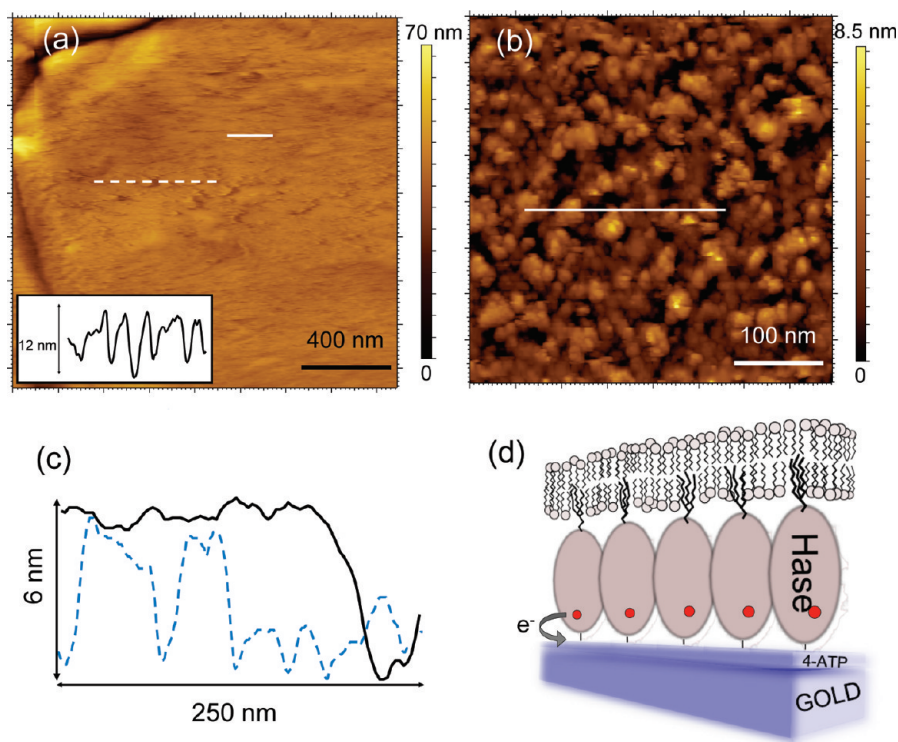 (a)
70 nm
12 nm
400 nm
0
(b)
8.5 nm
100 nm
0
(c)
6 nm
250 nm
(d)
Hase
e-
4-ATP
GOLD